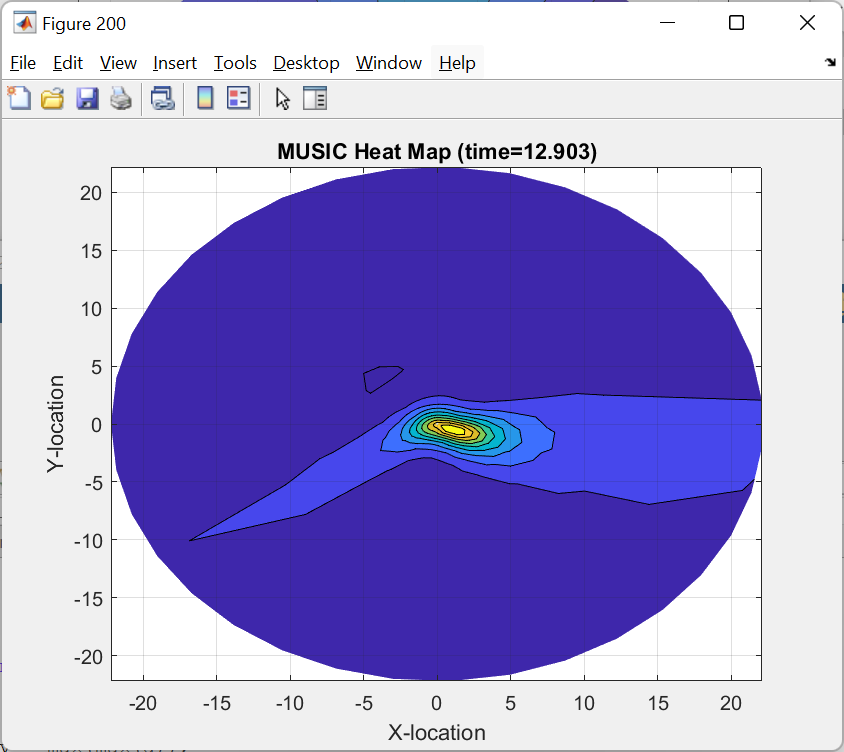 Figure 200
File Edit View Insert Tools Desktop Window Help
MUSIC Heat Map (time=12.903)
20
15
10
5
0
-5
-10
-15
-20
Y-location
-20 -15 -10 -5 0 5 10 15 20
X-location